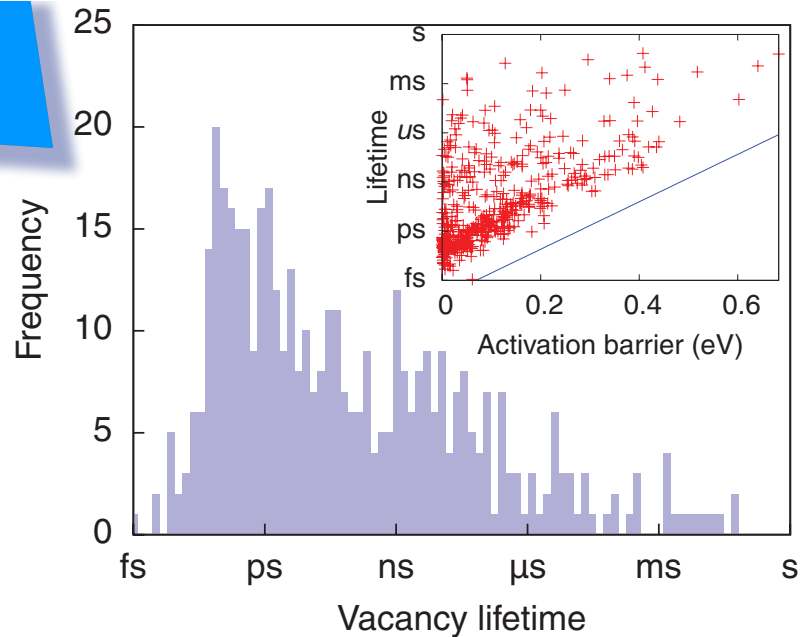 25
20
15
10
5
0
Frequency
fs
ps
ns
µs
ms
s
Vacancy lifetime
s
ms
us
ns
ps
fs
Lifetime
0
0.2
0.4
0.6
Activation barrier (eV)